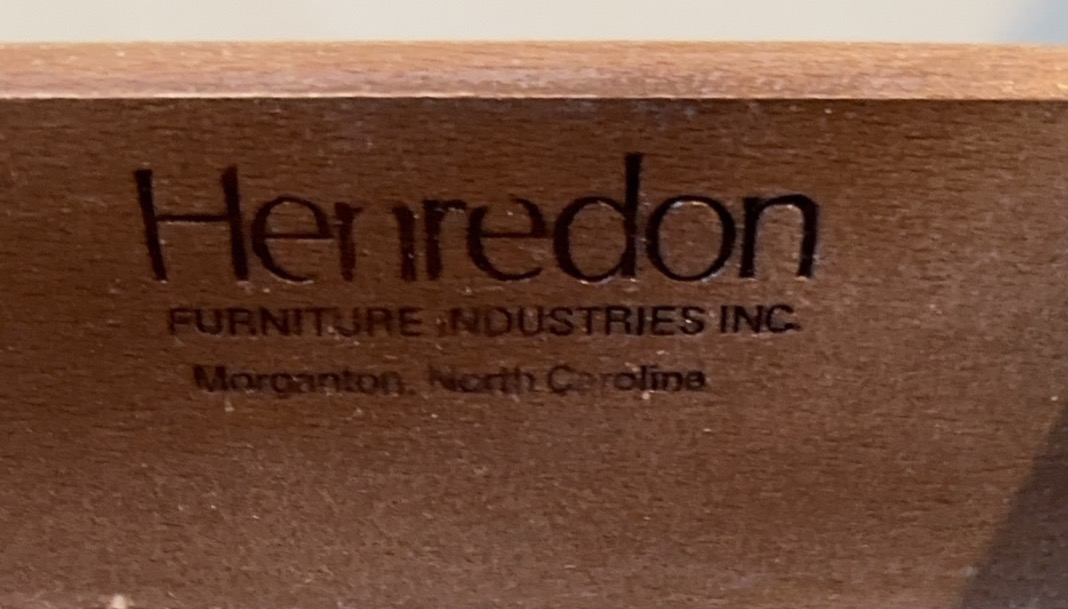 Henredon
FURNITURE INDUSTRIES INC.
Morganton, North Carolina